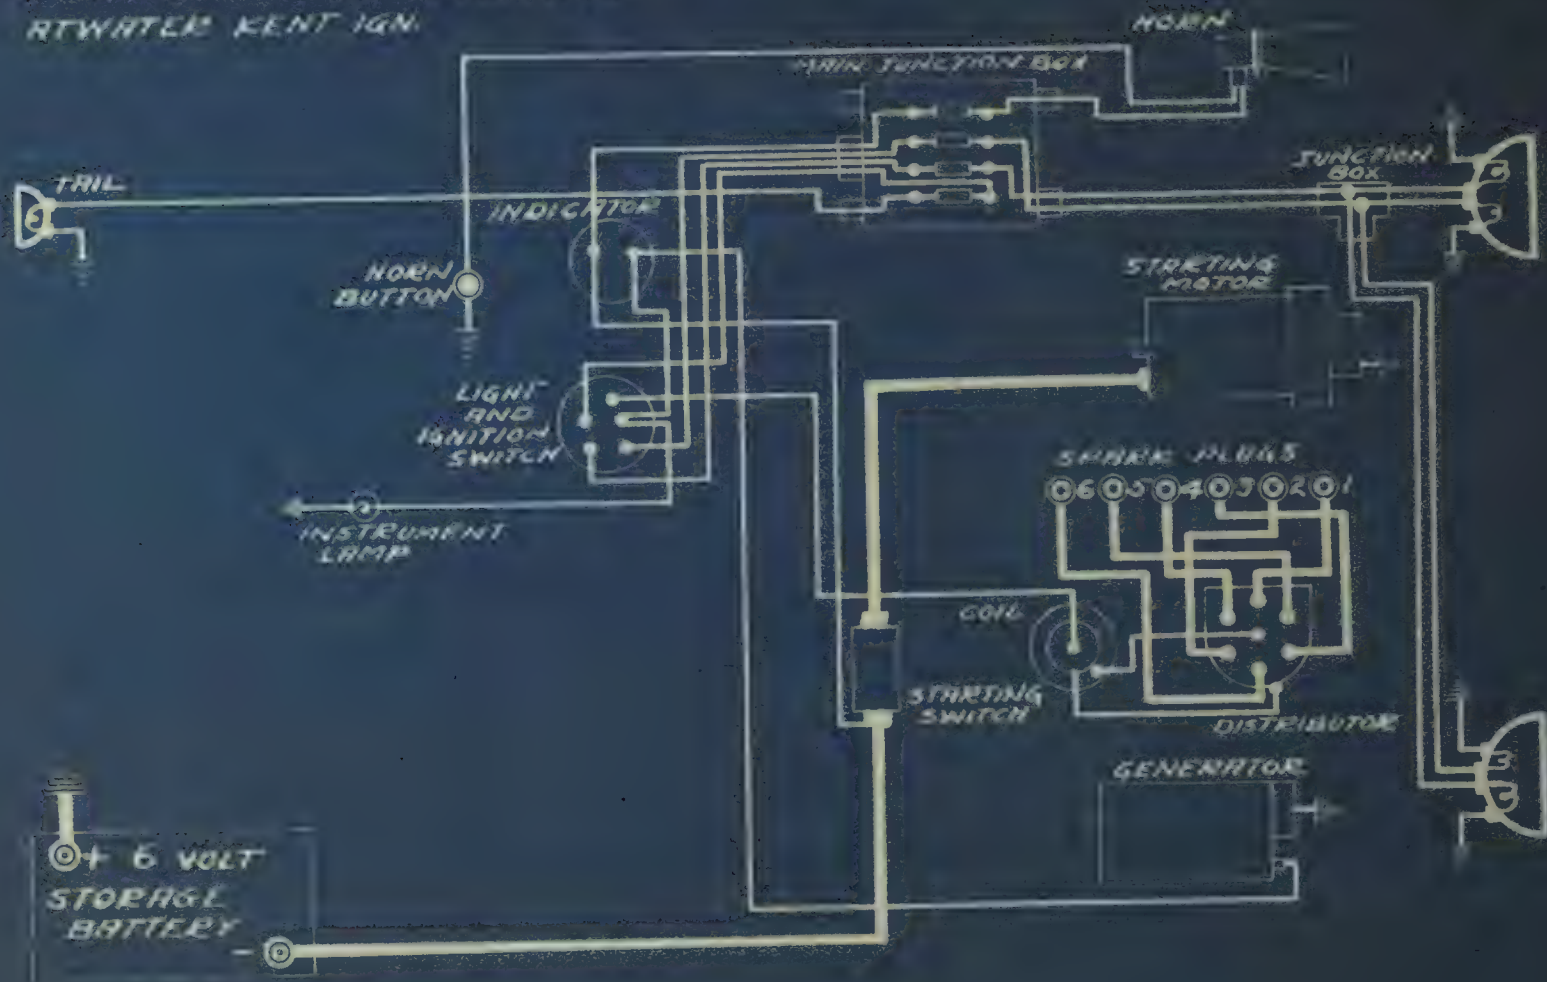 ATWATER KENT IGN.
HORN
MAIN JUNCTION BOX
JUNCTION
BOX
TAIL
INDICATOR
HORN
BUTTON
STARTING
MOTOR
LIGHT
AND
IGNITION
SWITCH
SPARK PLUGS
6 5 4 3 2 1
INSTRUMENT
LAMP
COIL
STARTING
SWITCH
DISTRIBUTOR
GENERATOR
+ 6 VOLT
STORAGE
BATTERY
-